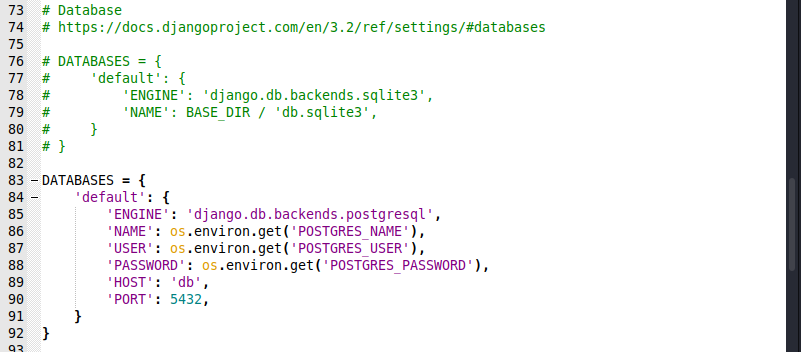 73 # Database
74 # https://docs.djangoproject.com/en/3.2/ref/settings/#databases
75
76 # DATABASES = {
77 #     'default': {
78 #         'ENGINE': 'django.db.backends.sqlite3',
79 #         'NAME': BASE_DIR / 'db.sqlite3',
80 #     }
81 # }
82
83 DATABASES = {
84     'default': {
85         'ENGINE': 'django.db.backends.postgresql',
86         'NAME': os.environ.get('POSTGRES_NAME'),
87         'USER': os.environ.get('POSTGRES_USER'),
88         'PASSWORD': os.environ.get('POSTGRES_PASSWORD'),
89         'HOST': 'db',
90         'PORT': 5432,
91     }
92 }
93